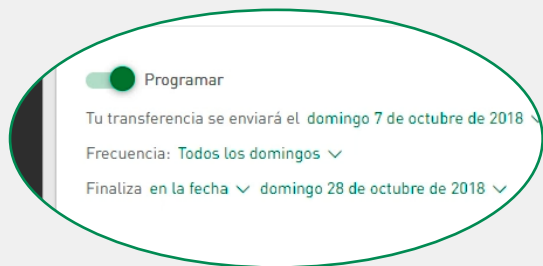 Programar
Tu transferencia se enviará el domingo 7 de octubre de 2018
Frecuencia: Todos los domingos
Finaliza en la fecha domingo 28 de octubre de 2018